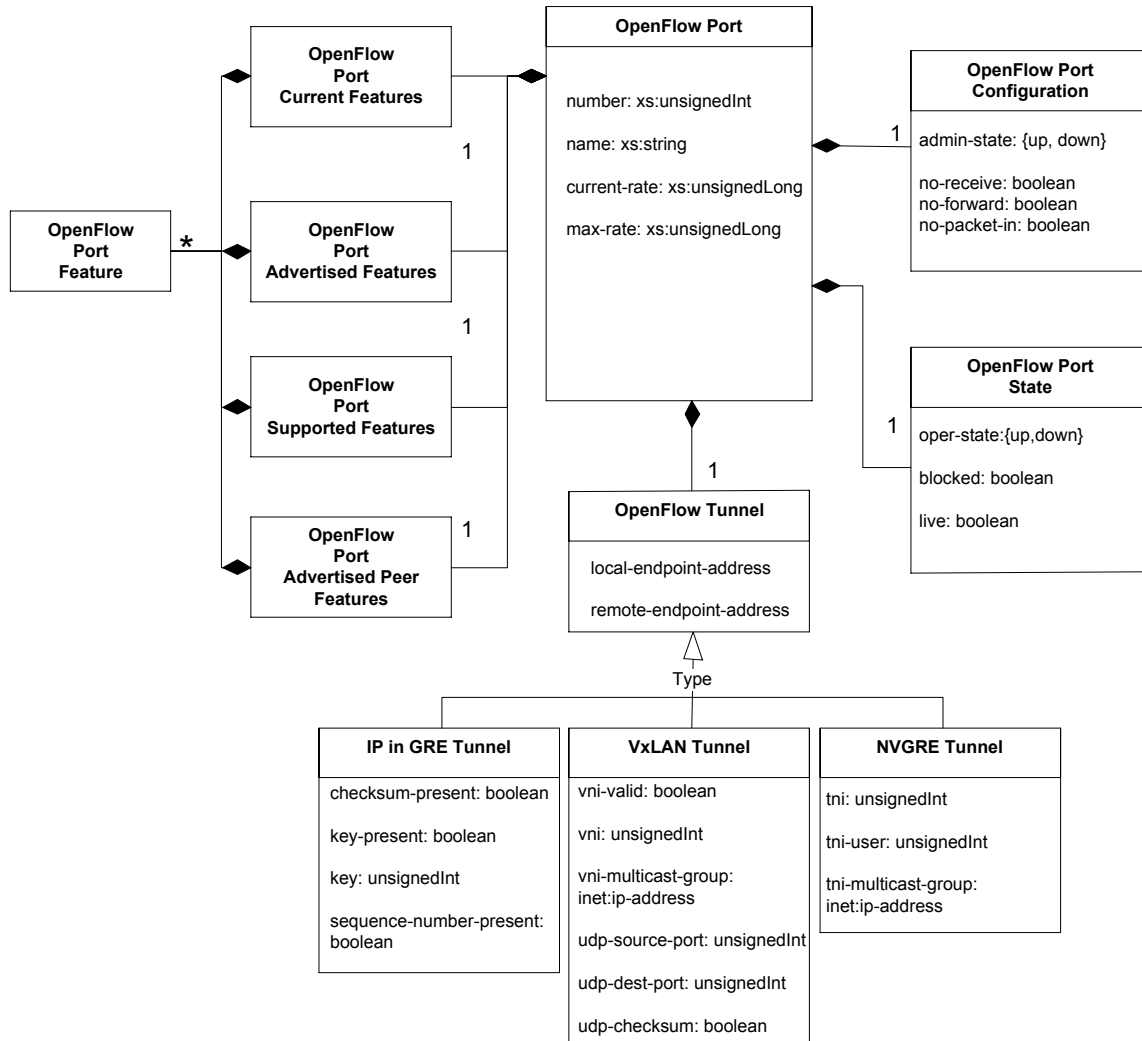 OpenFlow
Port
Current Features
1
OpenFlow
Port
Feature
*
OpenFlow
Port
Advertised Features
1
OpenFlow
Port
Supported Features
1
OpenFlow
Port
Advertised Peer
Features
OpenFlow Port
number: xs:unsignedInt
name: xs:string
current-rate: xs:unsignedLong
max-rate: xs:unsignedLong
1
OpenFlow Port
Configuration
admin-state: {up, down}
no-receive: boolean
no-forward: boolean
no-packet-in: boolean
1
OpenFlow Port
State
oper-state:{up,down}
blocked: boolean
live: boolean
1
OpenFlow Tunnel
local-endpoint-address
remote-endpoint-address
Type
IP in GRE Tunnel
checksum-present: boolean
key-present: boolean
key: unsignedInt
sequence-number-present:
boolean
VxLAN Tunnel
vni-valid: boolean
vni: unsignedInt
vni-multicast-group:
inet:ip-address
udp-source-port: unsignedInt
udp-dest-port: unsignedInt
udp-checksum: boolean
NVGRE Tunnel
tni: unsignedInt
tni-user: unsignedInt
tni-multicast-group:
inet:ip-address